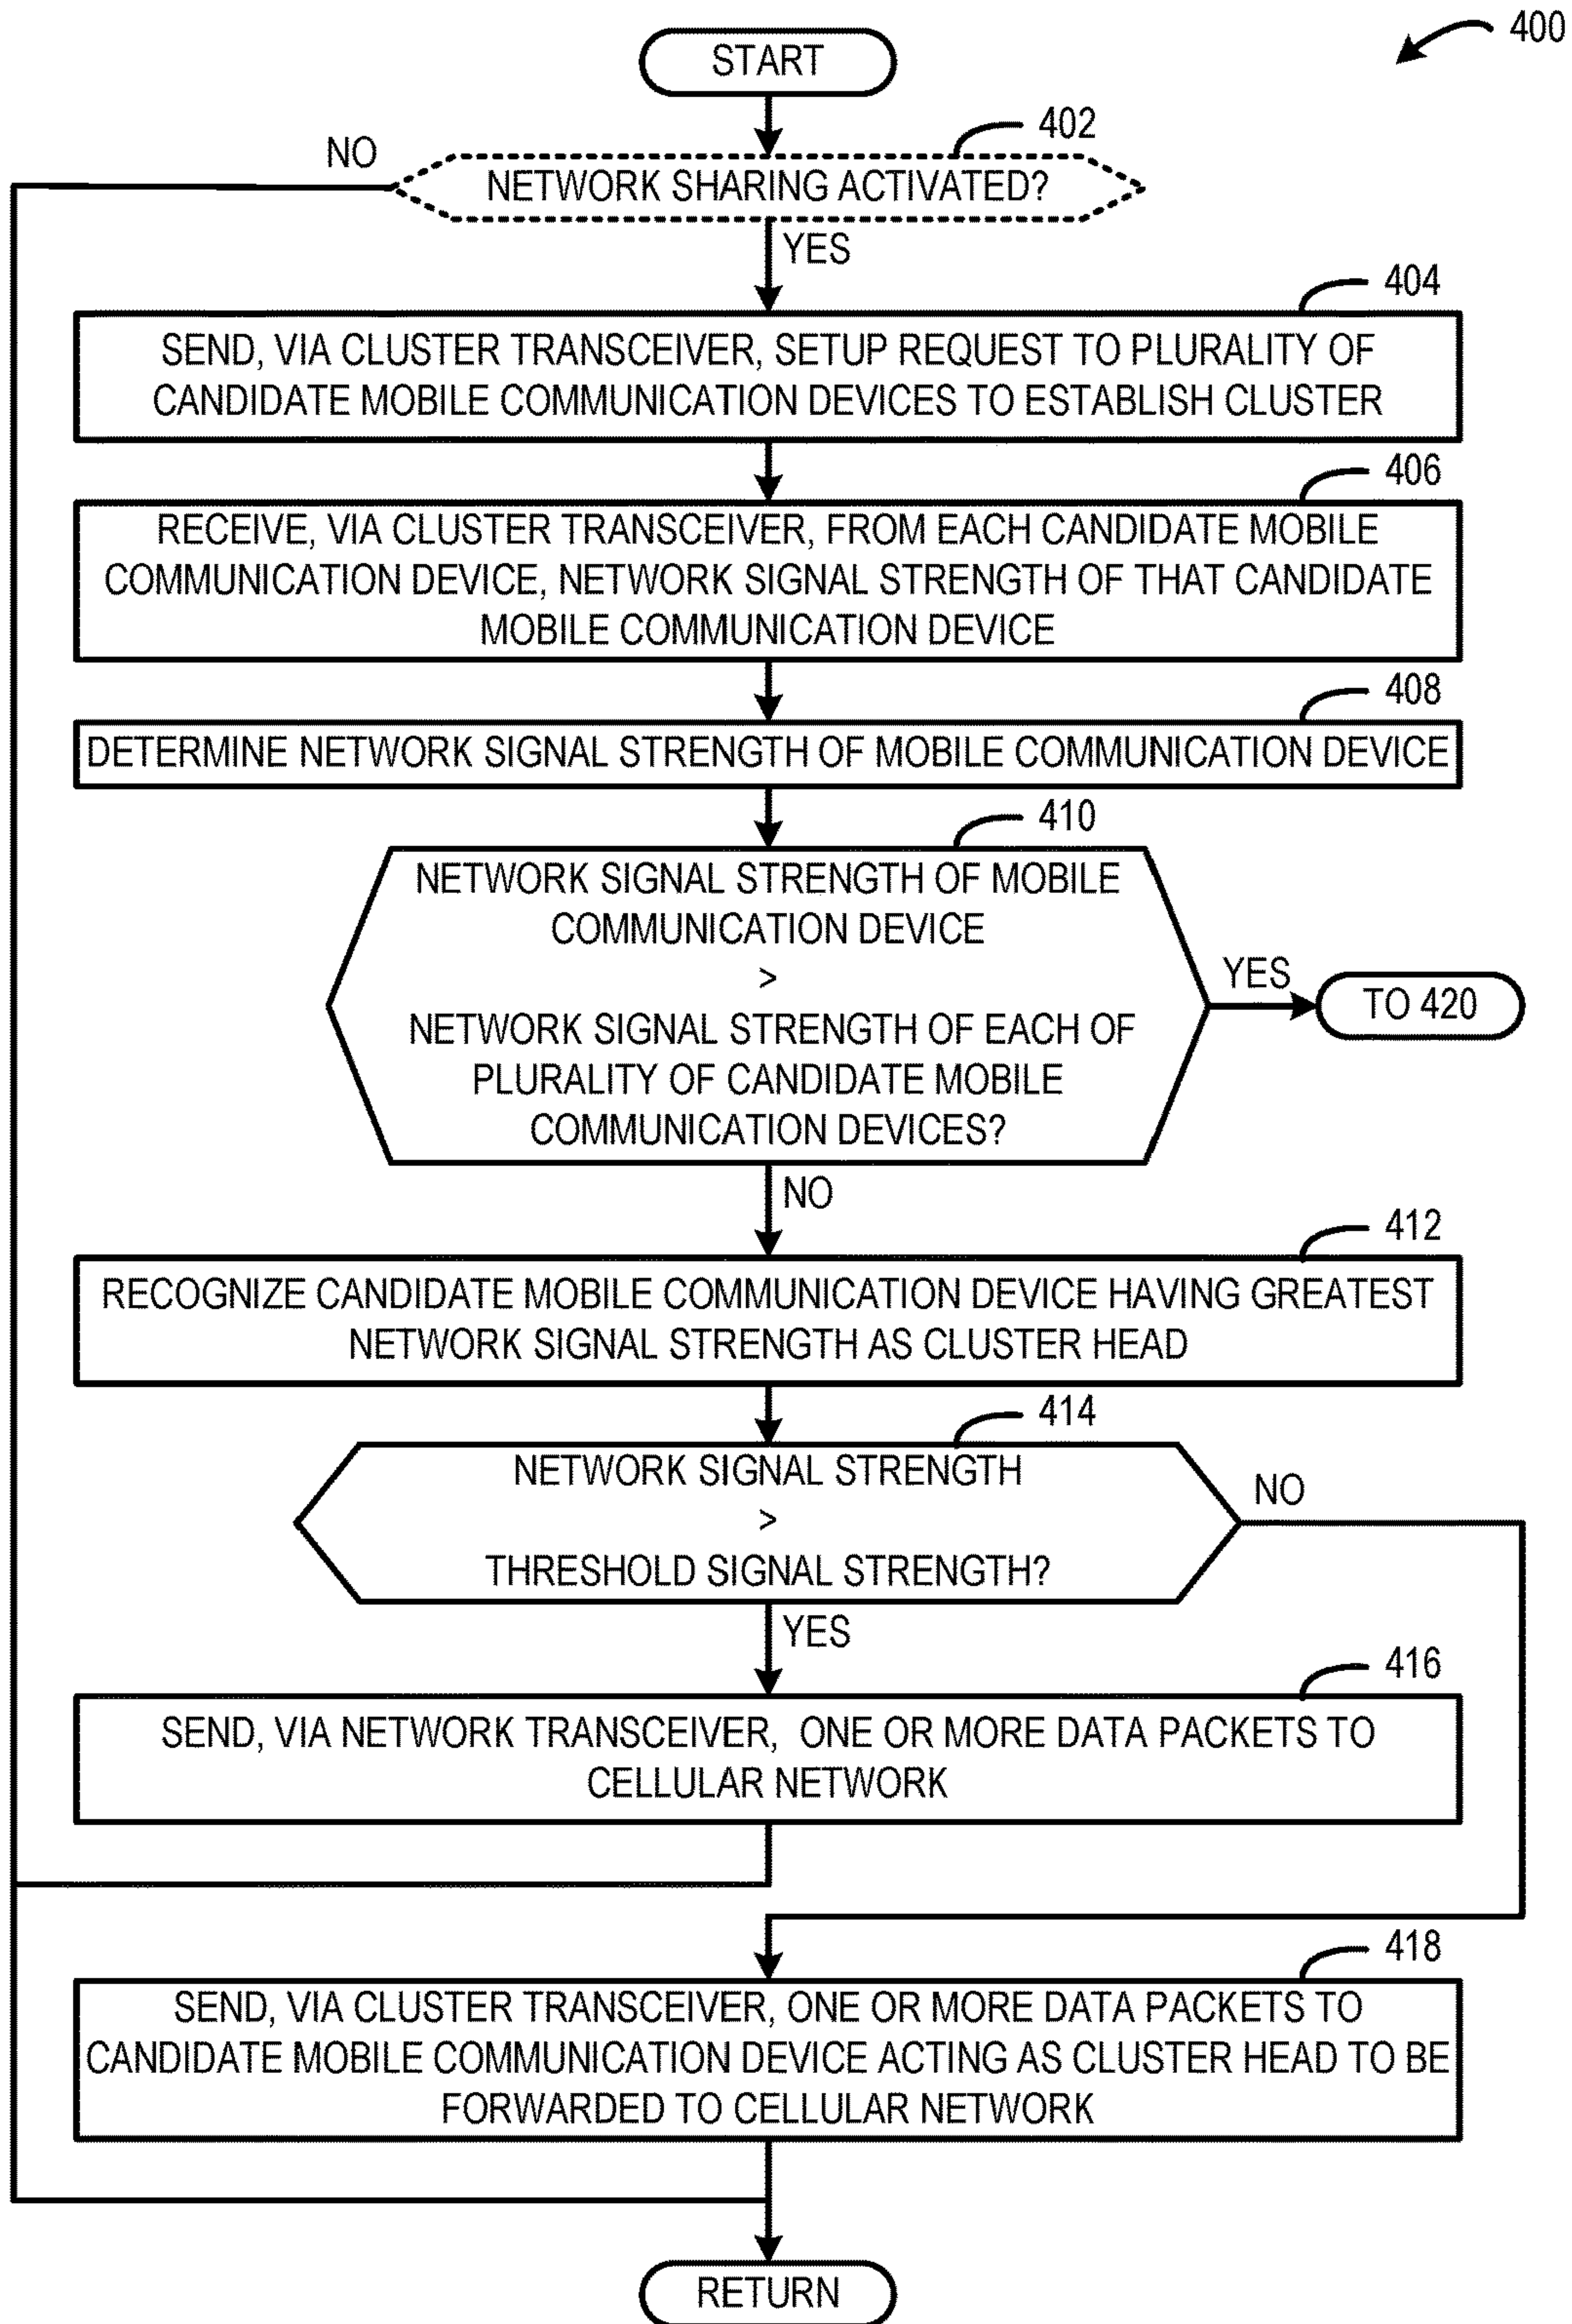 400
START
402
NO
NETWORK SHARING ACTIVATED?
YES
404
SEND, VIA CLUSTER TRANSCEIVER, SETUP REQUEST TO PLURALITY OF
CANDIDATE MOBILE COMMUNICATION DEVICES TO ESTABLISH CLUSTER
406
RECEIVE, VIA CLUSTER TRANSCEIVER, FROM EACH CANDIDATE MOBILE
COMMUNICATION DEVICE, NETWORK SIGNAL STRENGTH OF THAT CANDIDATE
MOBILE COMMUNICATION DEVICE
408
DETERMINE NETWORK SIGNAL STRENGTH OF MOBILE COMMUNICATION DEVICE
410
NETWORK SIGNAL STRENGTH OF MOBILE
COMMUNICATION DEVICE
>
NETWORK SIGNAL STRENGTH OF EACH OF
PLURALITY OF CANDIDATE MOBILE
COMMUNICATION DEVICES?
YES
TO 420
NO
412
RECOGNIZE CANDIDATE MOBILE COMMUNICATION DEVICE HAVING GREATEST
NETWORK SIGNAL STRENGTH AS CLUSTER HEAD
414
NETWORK SIGNAL STRENGTH
>
THRESHOLD SIGNAL STRENGTH?
NO
YES
416
SEND, VIA NETWORK TRANSCEIVER, ONE OR MORE DATA PACKETS TO
CELLULAR NETWORK
418
SEND, VIA CLUSTER TRANSCEIVER, ONE OR MORE DATA PACKETS TO
CANDIDATE MOBILE COMMUNICATION DEVICE ACTING AS CLUSTER HEAD TO BE
FORWARDED TO CELLULAR NETWORK
RETURN